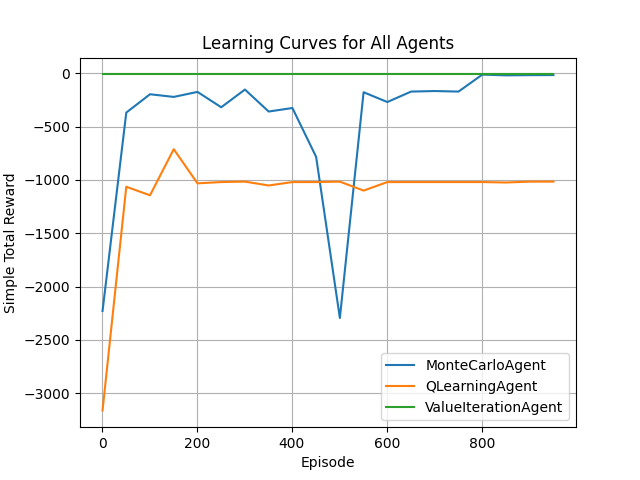 Learning Curves for All Agents
Simple Total Reward
0
−500
−1000
−1500
−2000
−2500
−3000
0
200
400
600
800
Episode
MonteCarloAgent
QLearningAgent
ValueIterationAgent